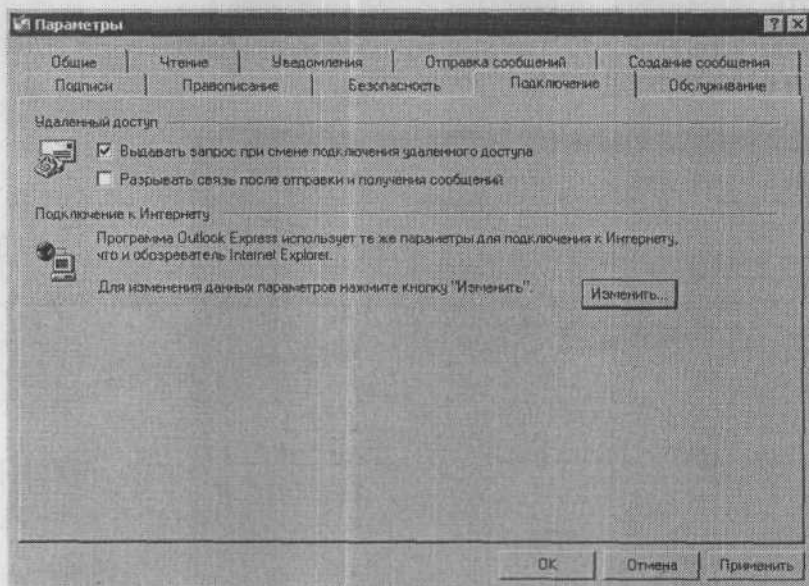 Параметры
Общие Чтение Уведомления Отправка сообщений Создание сообщения
Подписи Правописание Безопасность Подключение Обслуживание
Удаленный доступ
Выдавать запрос при смене подключения удаленного доступа
Разрывать связь после отправки и получения сообщений
Подключение к Интернету
Программа Outlook Express использует те же параметры для подключения к Интернету,
что и обозреватель Internet Explorer.
Для изменения данных параметров нажмите кнопку "Изменить".
Изменить...
OK Отмена Применить